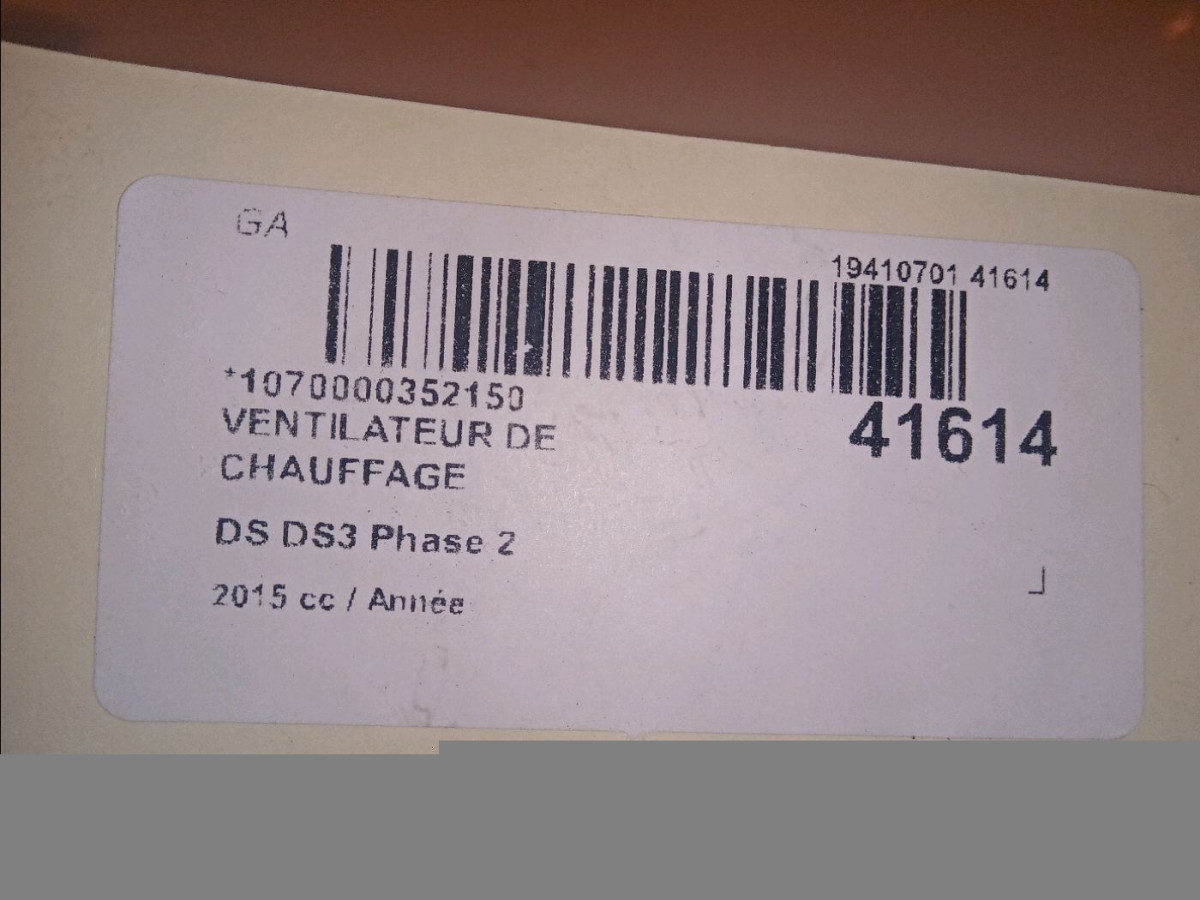 GA
19410701 41614
*1070000352150
41614
VENTILATEUR DE
CHAUFFAGE
DS DS3 Phase 2
2015 cc / Année